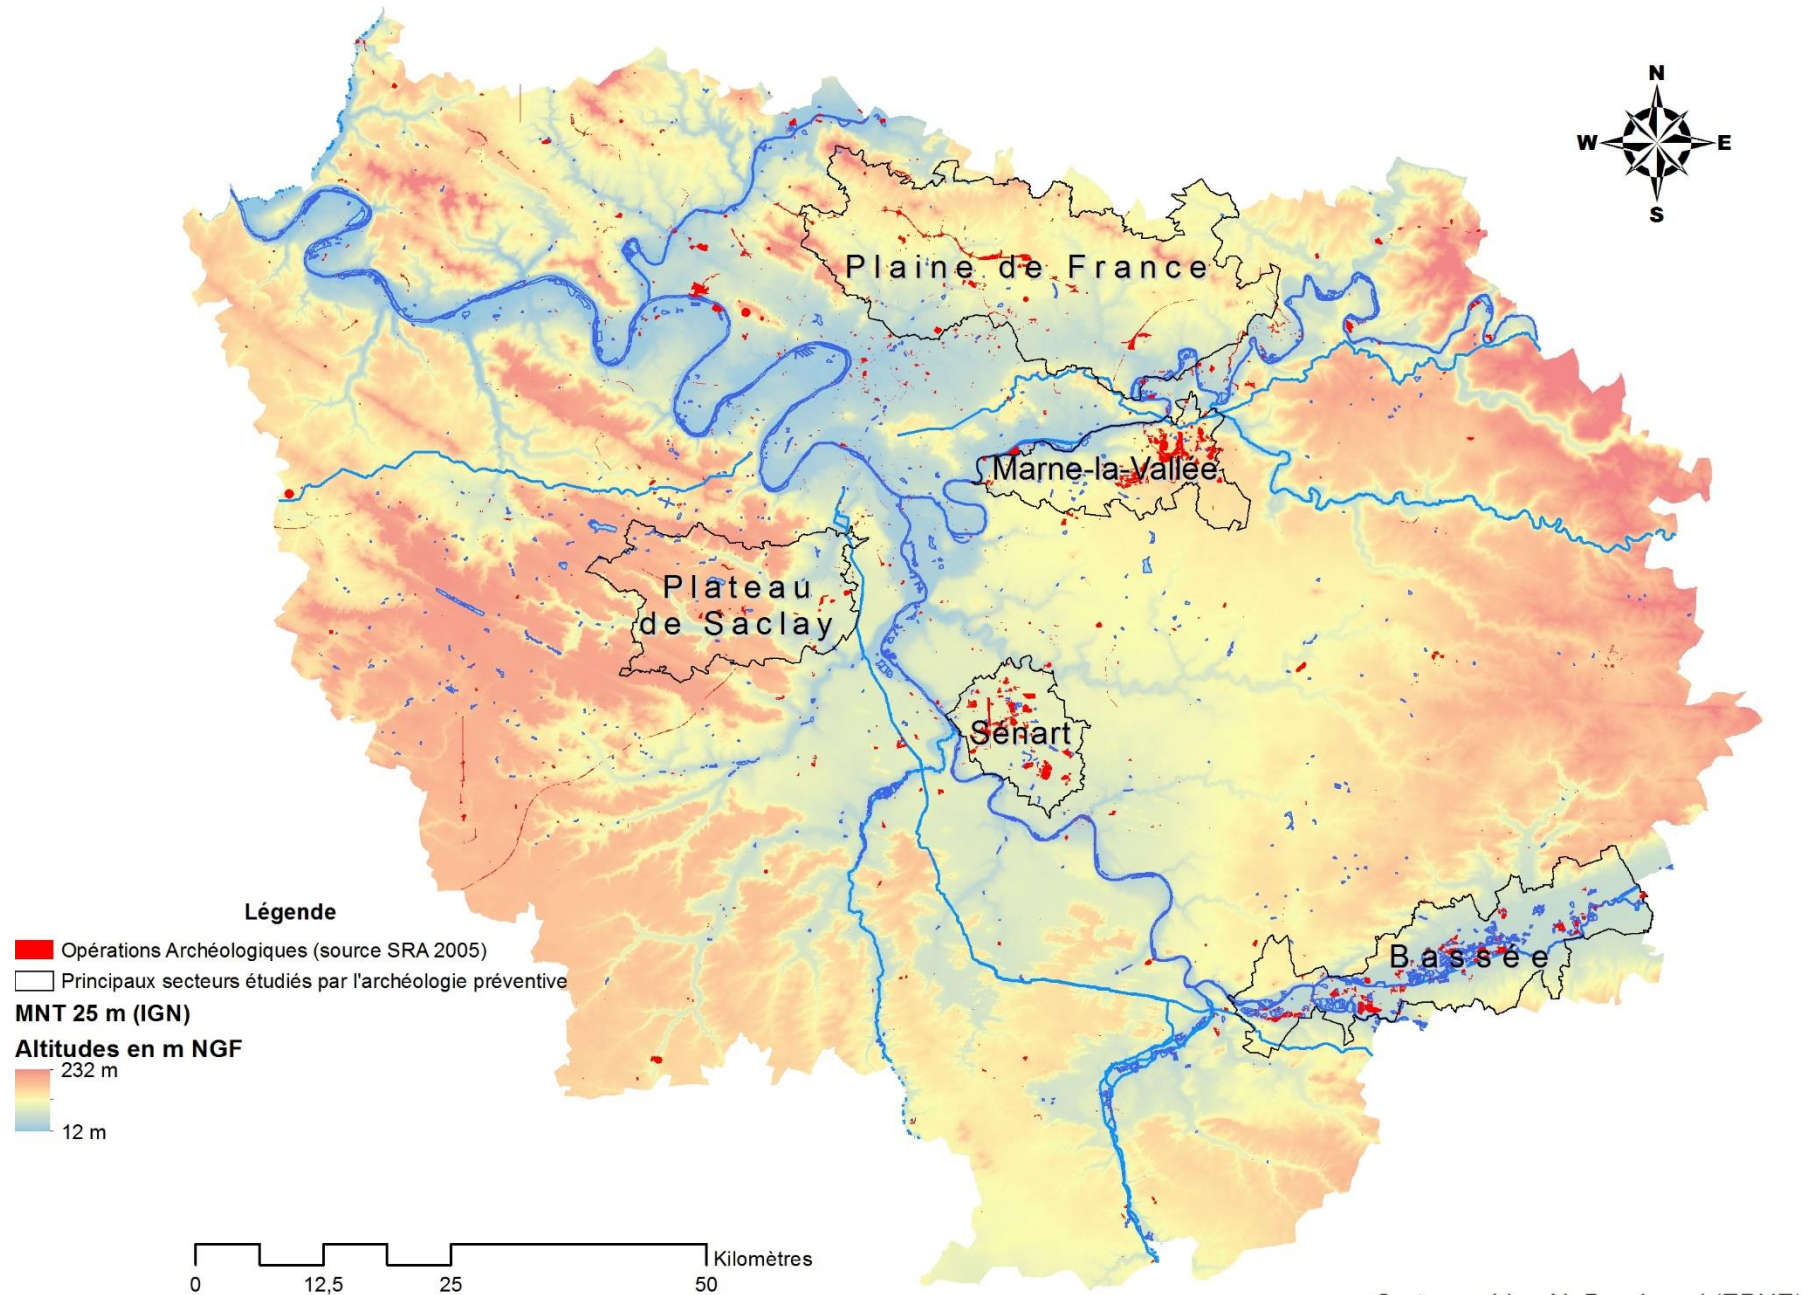 N
W
E
S
Plaine de France
Marne-la-Vallée
Plateau
de Saclay
Sénart
Bassée
Légende
Opérations Archéologiques (source SRA 2005)
Principaux secteurs étudiés par l'archéologie préventive
MNT 25 m (IGN)
Altitudes en m NGF
232 m
12 m
Kilomètres
0
12,5
25
50